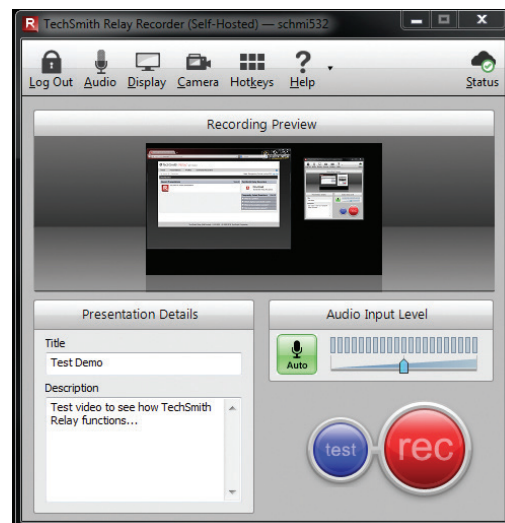 R TechSmith Relay Recorder (Self-Hosted) — schmi532
Log Out Audio Display Camera Hotkeys Help Status
Recording Preview
Presentation Details
Title
Test Demo
Description
Test video to see how TechSmith
Relay functions...
Audio Input Level
Auto
test
rec